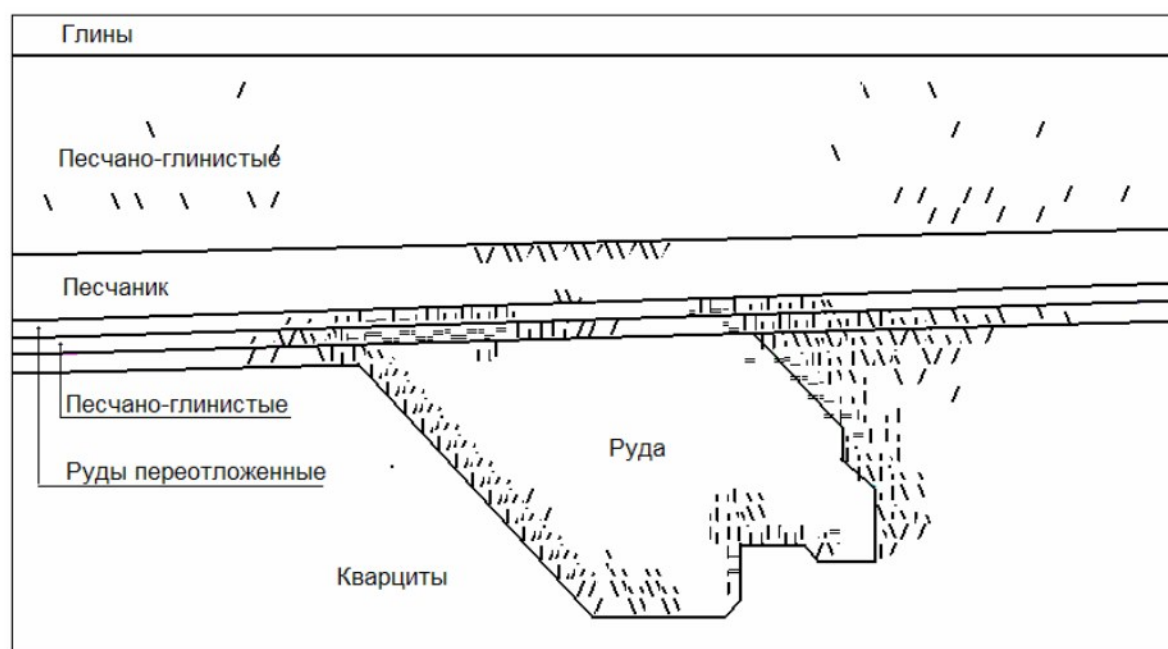 Глины
Песчано-глинистые
Песчаник
Песчано-глинистые
Руды переотложенные
Руда
Кварциты